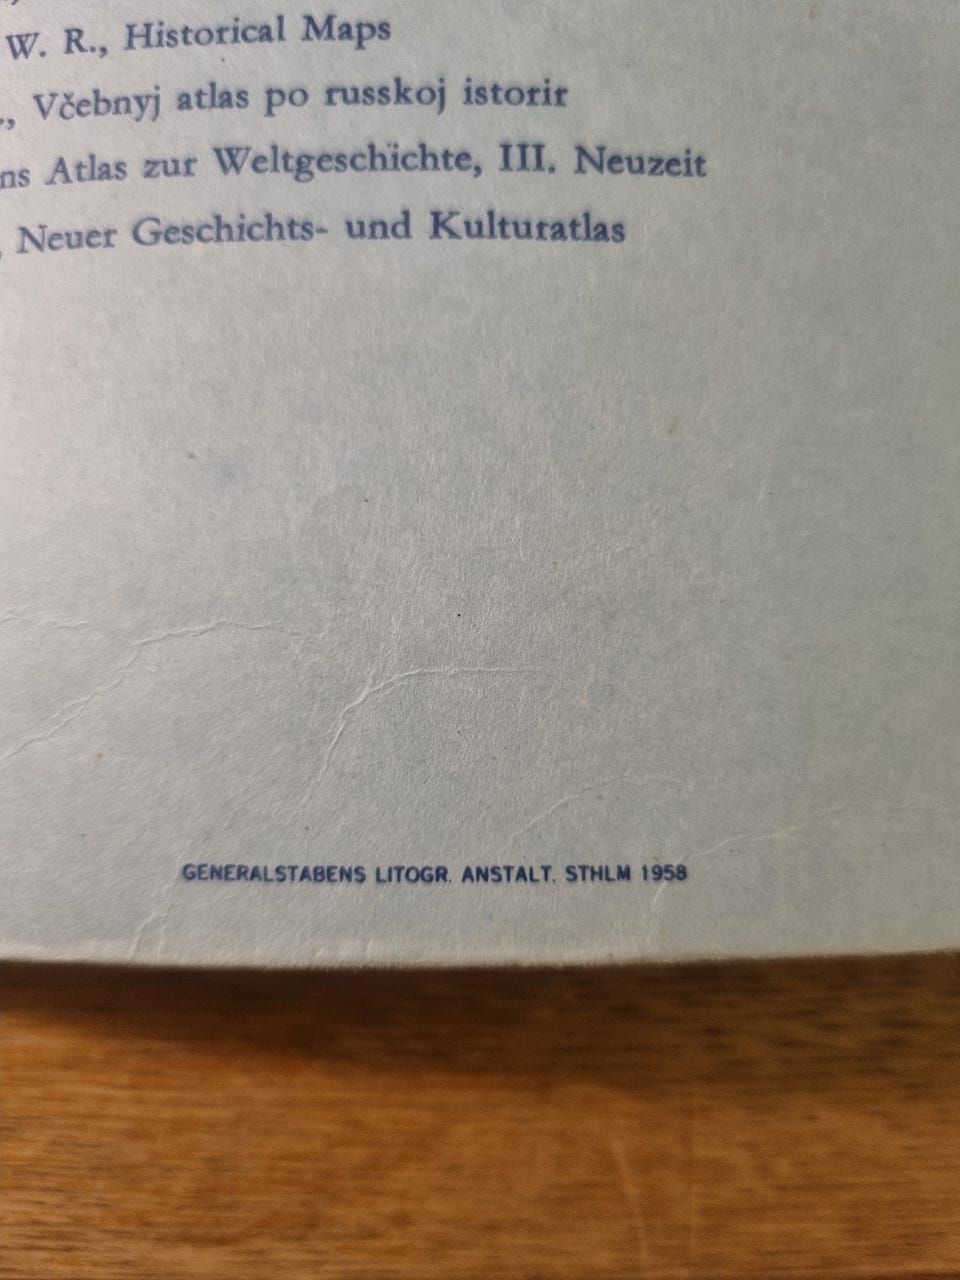 W. R., Historical Maps
., Včebnyj atlas po russkoj istorir
ns Atlas zur Weltgeschichte, III. Neuzeit
, Neuer Geschichts- und Kulturatlas
GENERALSTABENS LITOGR. ANSTALT. STHLM 1958